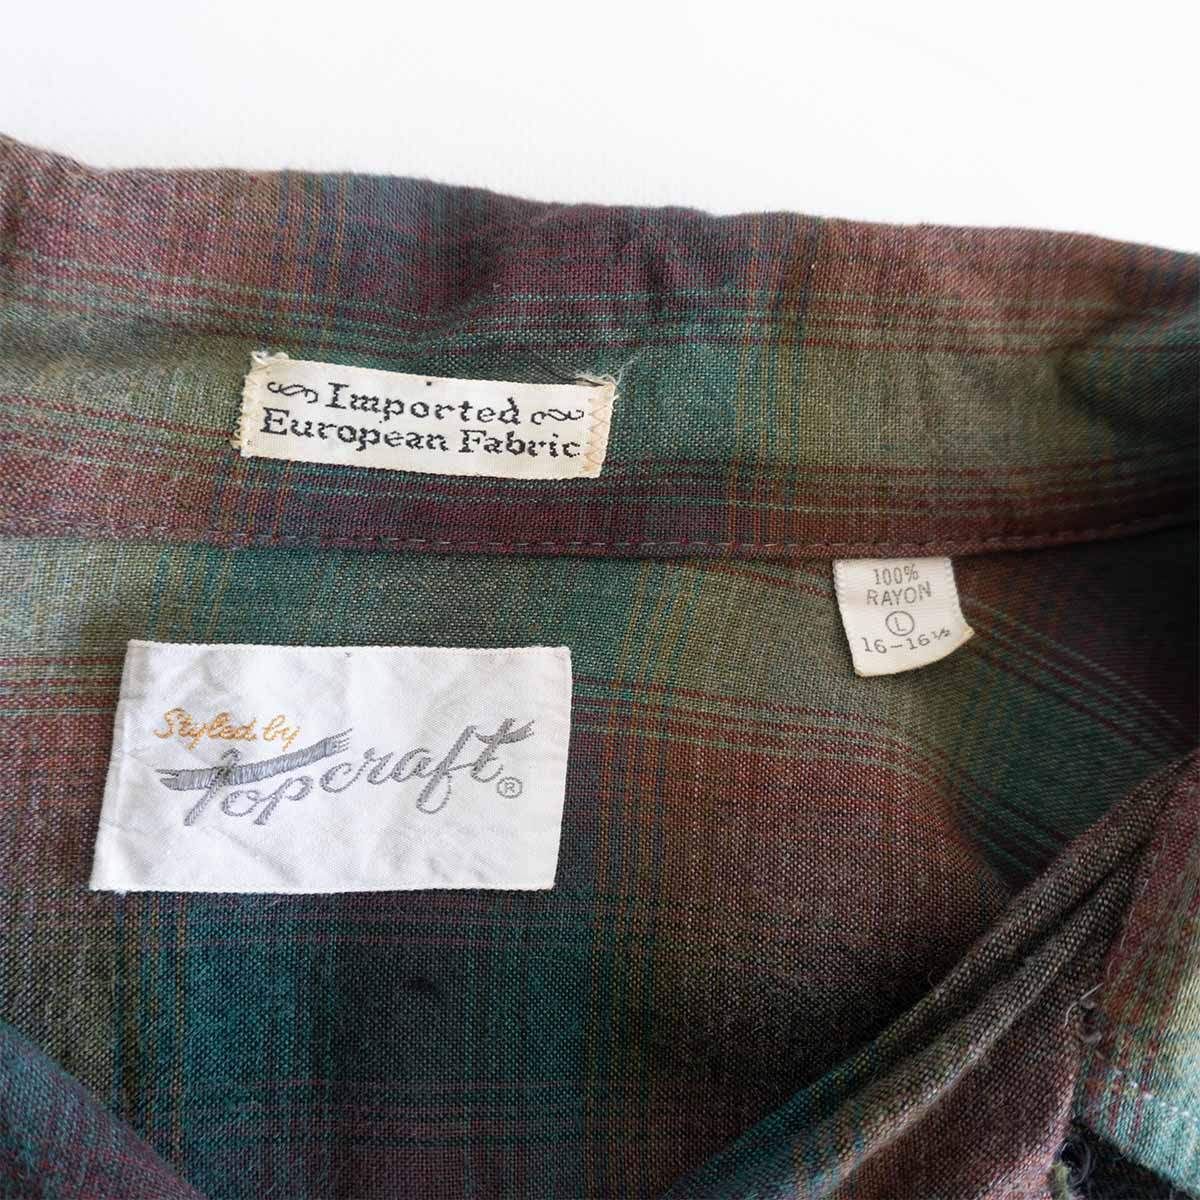 Imported
European Fabric
100%
RAYON
L
16-16½
Styled by
Topcraft®